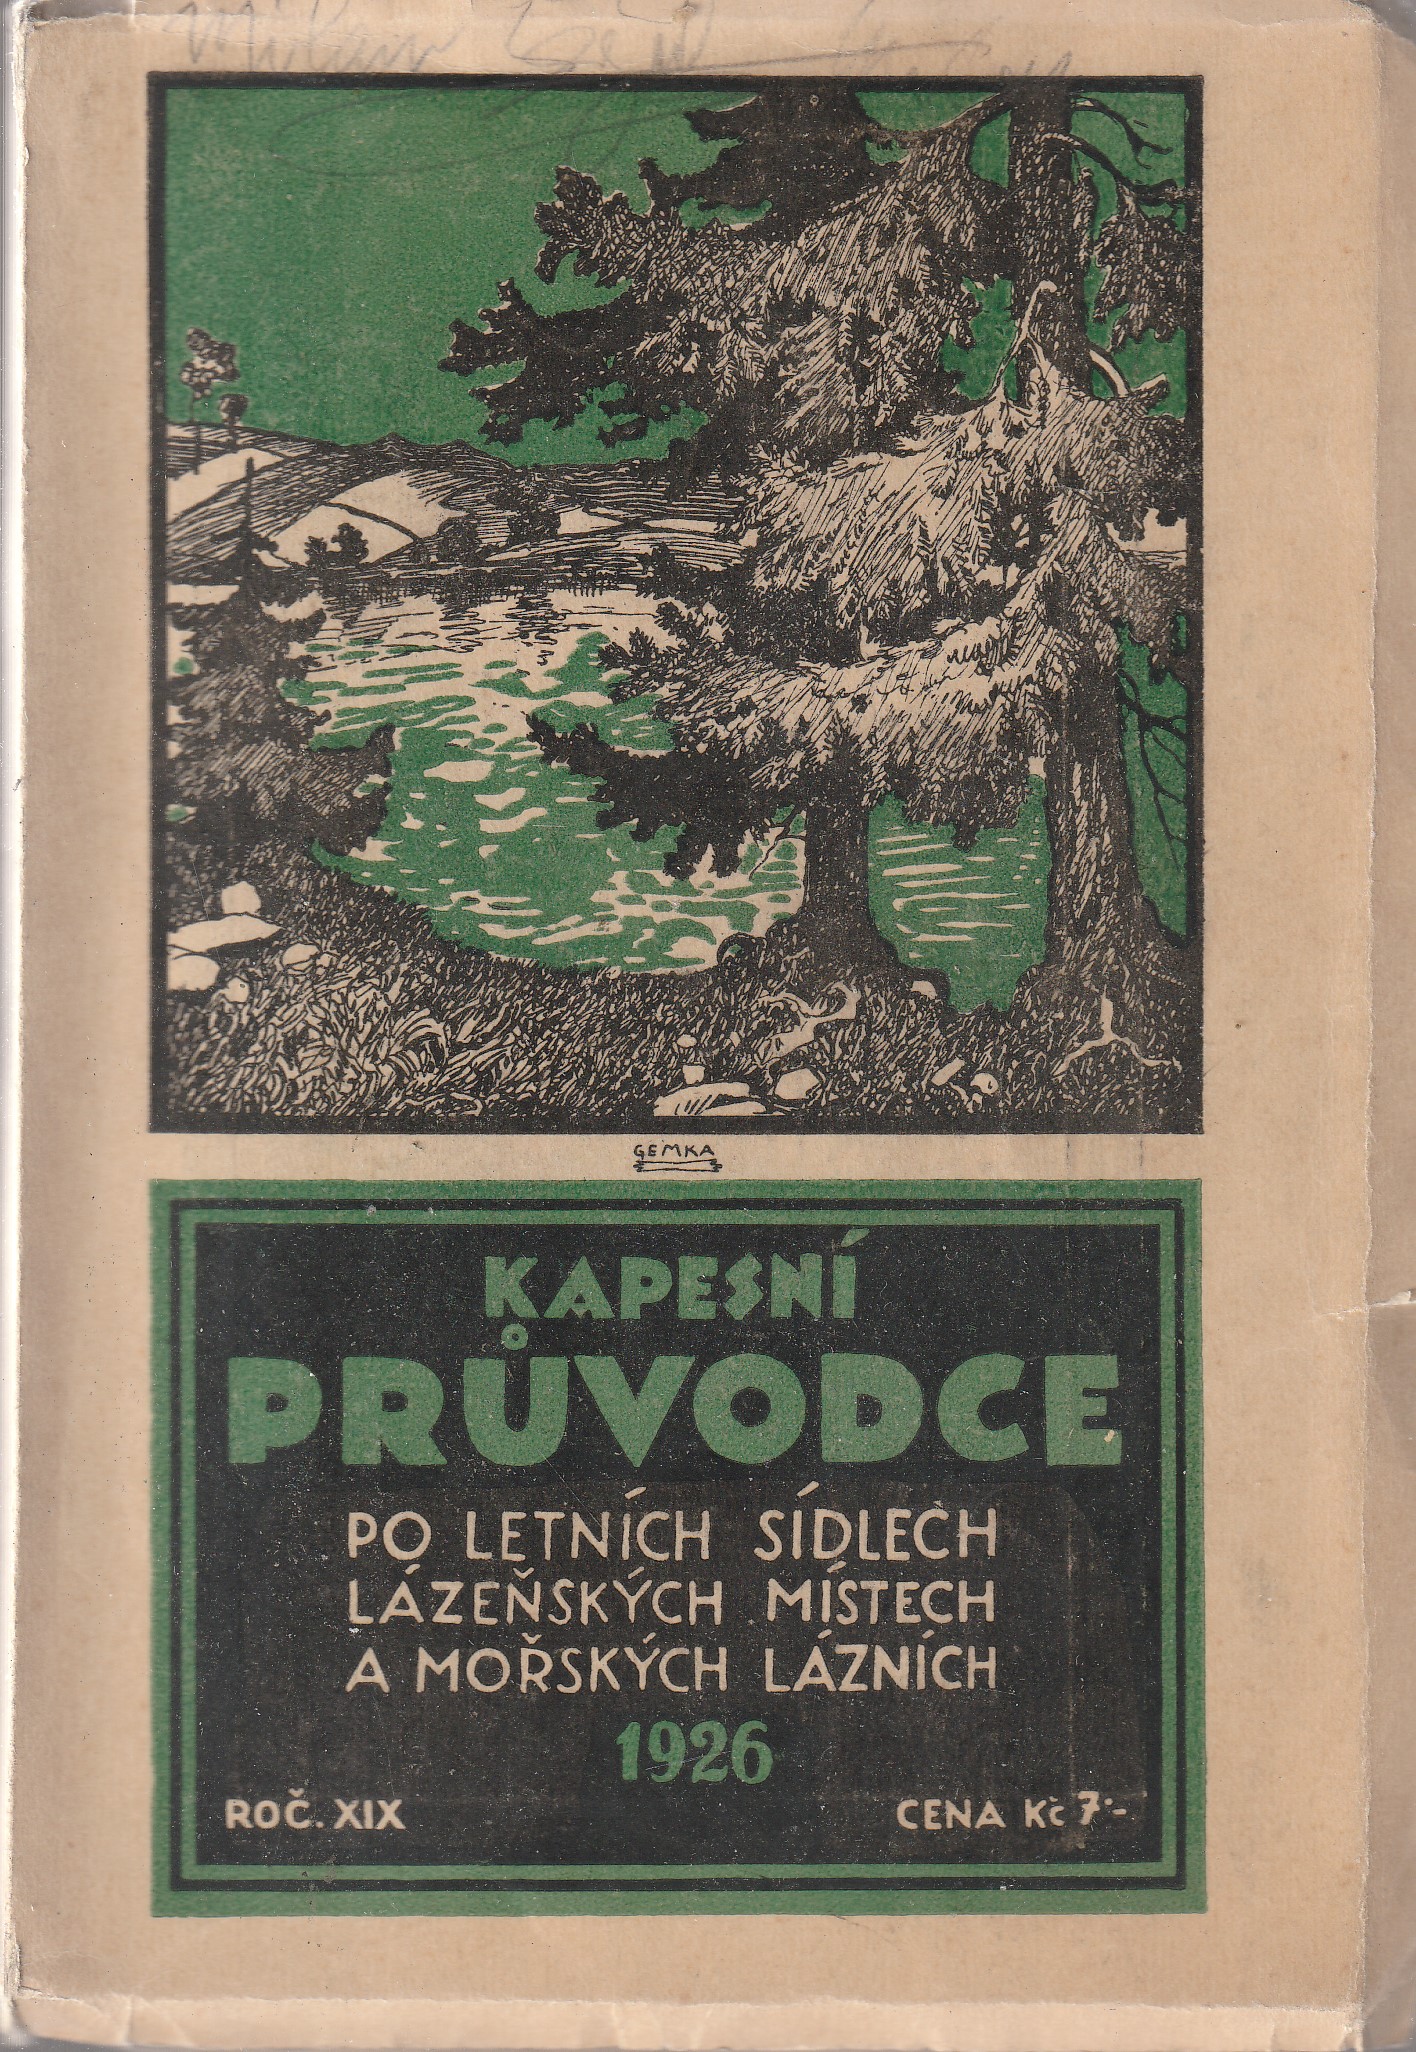 GEMKA
KAPESNÍ
PRŮVODCE
PO LETNÍCH SÍDLECH
LÁZEŇSKÝCH MÍSTECH
A MOŘSKÝCH LÁZNÍCH
1926
ROČ. XIX
CENA Kč 7·-